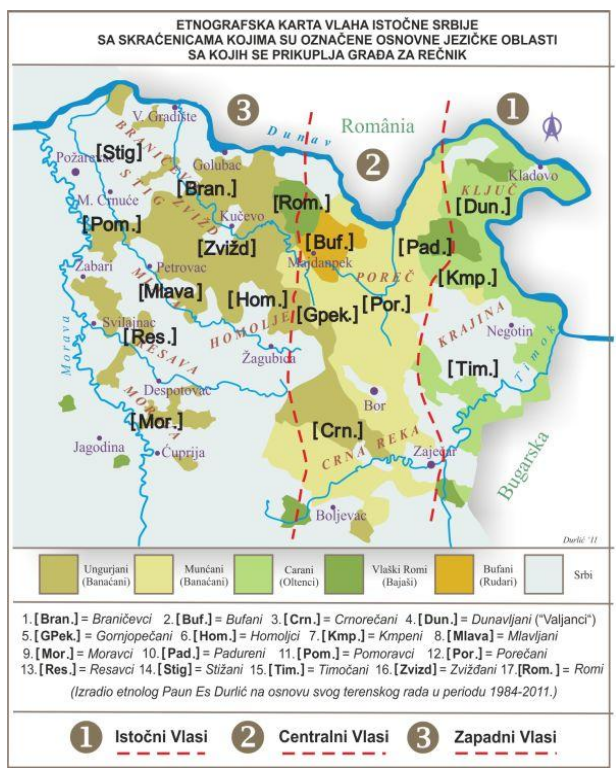 ETNOGRAFSKA KARTA VLAHA ISTOČNE SRBIJE
SA SKRAĆENICAMA KOJIMA SU OZNAČENE OSNOVNE JEZIČKE OBLASTI
SA KOJIH SE PRIKUPLJA GRAĐA ZA REČNIK
3
1
V. Gradište
Dunav
România
2
[Stig]
BRANIČEVO
Golubac
Požarevac
Kladovo
STIG
[Bran.]
KLJUČ
M. Crnuće
ZVIŽD
[Rom.]
[Dun.]
[Pom.]
Kučevo
[Buf.]
[Pad.]
[Zvižd]
Majdanpek
Žabari
Petrovac
POREČ
[Kmp.]
[Mlava]
MLAVA
[Hom.]
[Gpek.]
[Por.]
Svilajnac
HOMOLJE
KRAJINA
Negotin
[Res.]
RESAVA
Žagubica
Timok
Morava
[Tim.]
Despotovac
Bor
MORAVA
[Mor.]
[Crn.]
Jagodina
Ćuprija
CRNA REKA
Zaječar
Bugarska
Boljevac
Durlić '11
Ungurjani
(Banaćani)
Munćani
(Banaćani)
Carani
(Oltenci)
Vlaški Romi
(Bajaši)
Bufani
(Rudari)
Srbi
1. [Bran.] = Braničevci 2. [Buf.] = Bufani 3. [Crn.] = Crnorečani 4. [Dun.] = Dunavljani ("Valjanci")
5. [GPek.] = Gornjopečani 6. [Hom.] = Homoljci 7. [Kmp.] = Kmpeni 8. [Mlava] = Mlavljani
9. [Mor.] = Moravci 10. [Pad.] = Padureni 11. [Pom.] = Pomoravci 12. [Por.] = Porečani
13. [Res.] = Resavci 14. [Stig] = Stižani 15. [Tim.] = Timočani 16. [Zvizd] = Zvižđani 17. [Rom.] = Romi
(Izradio etnolog Paun Es Durlić na osnovu svog terenskog rada u periodu 1984-2011.)
1 Istočni Vlasi 2 Centralni Vlasi 3 Zapadni Vlasi